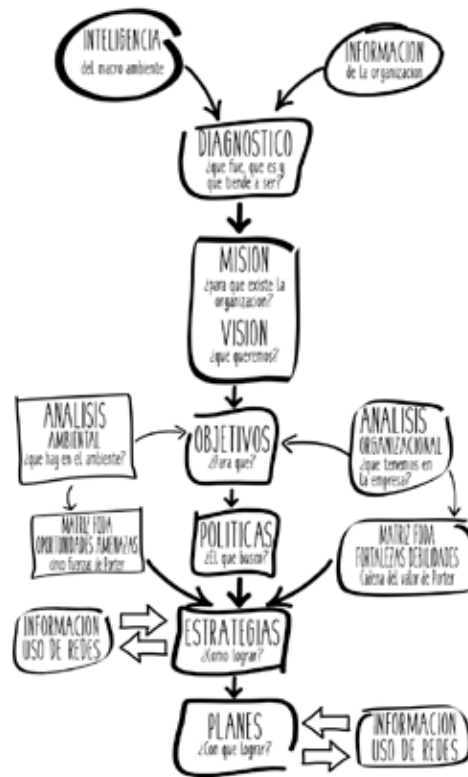 INTELIGENCIA
del macro ambiente
INFORMACION
de la organizacion
DIAGNOSTICO
¿que fue, que es y
que tiende a ser?
MISION
¿para que existe la
organizacion?
VISION
¿que queremos?
ANALISIS
AMBIENTAL
¿que hay en el ambiente?
OBJETIVOS
¿Para que?
ANALISIS
ORGANIZACIONAL
¿que tenemos en
la empresa?
MATRIZ FODA
OPORTUNIDADES AMENAZAS
cinco fuerzas de Porter
POLITICAS
¿El que busco?
MATRIZ FODA
FORTALEZAS DEBILIDADES
Cadena del valor de Porter
INFORMACION
USO DE REDES
ESTRATEGIAS
¿Como logran?
PLANES
¿Con que lograr?
INFORMACION
USO DE REDES